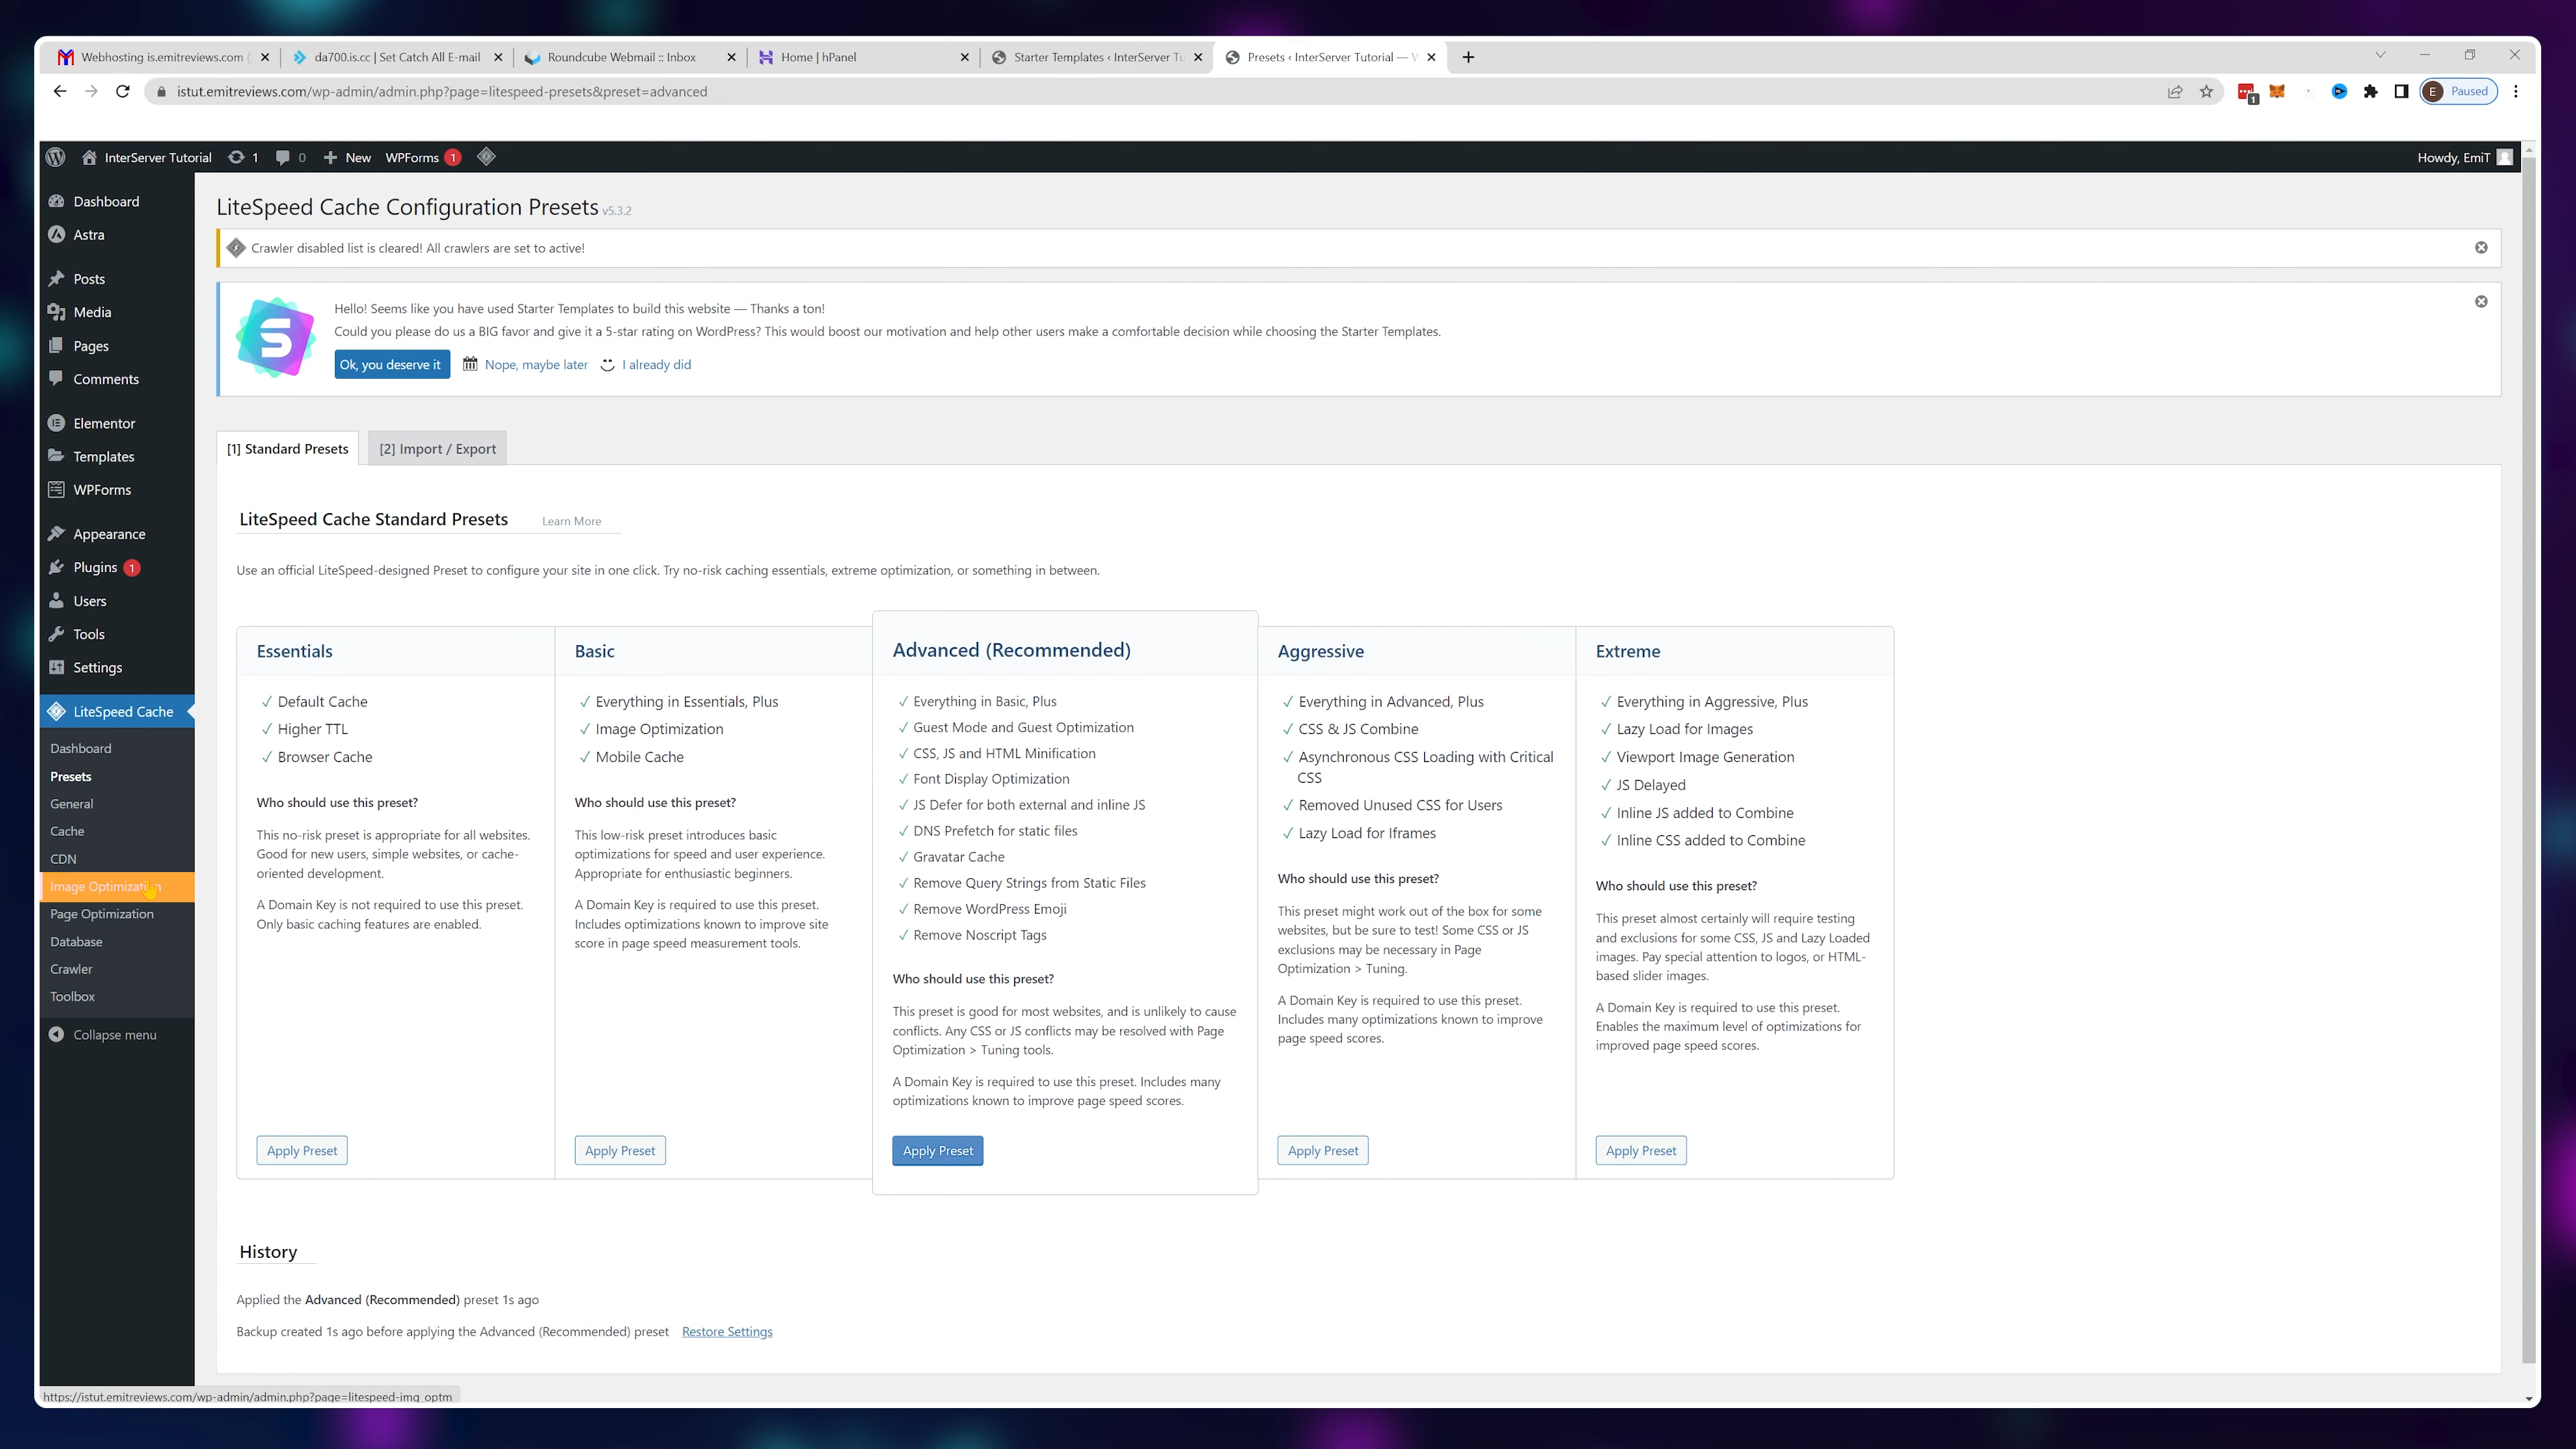 Webhosting is.emitreviews.com (
da700.is.cc | Set Catch All E-mail
Roundcube Webmail :: Inbox
Home | hPanel
Starter Templates ‹ InterServer Tu
Presets ‹ InterServer Tutorial — W
istut.emitreviews.com/wp-admin/admin.php?page=litespeed-presets&preset=advanced
1
E
Paused
InterServer Tutorial
1
0
New
WPForms 1
Howdy, EmiT
Dashboard
Astra
Posts
Media
Pages
Comments
Elementor
Templates
WPForms
Appearance
Plugins 1
Users
Tools
Settings
LiteSpeed Cache
Dashboard
Presets
General
Cache
CDN
Image Optimization
Page Optimization
Database
Crawler
Toolbox
Collapse menu
LiteSpeed Cache Configuration Presets v5.3.2
Crawler disabled list is cleared! All crawlers are set to active!
S
Hello! Seems like you have used Starter Templates to build this website — Thanks a ton!
Could you please do us a BIG favor and give it a 5-star rating on WordPress? This would boost our motivation and help other users make a comfortable decision while choosing the Starter Templates.
Ok, you deserve it
Nope, maybe later
I already did
[1] Standard Presets
[2] Import / Export
LiteSpeed Cache Standard Presets
Learn More
Use an official LiteSpeed-designed Preset to configure your site in one click. Try no-risk caching essentials, extreme optimization, or something in between.
Essentials
✓ Default Cache
✓ Higher TTL
✓ Browser Cache
Who should use this preset?
This no-risk preset is appropriate for all websites.
Good for new users, simple websites, or cache-
oriented development.
A Domain Key is not required to use this preset.
Only basic caching features are enabled.
Apply Preset
Basic
✓ Everything in Essentials, Plus
✓ Image Optimization
✓ Mobile Cache
Who should use this preset?
This low-risk preset introduces basic
optimizations for speed and user experience.
Appropriate for enthusiastic beginners.
A Domain Key is required to use this preset.
Includes optimizations known to improve site
score in page speed measurement tools.
Apply Preset
Advanced (Recommended)
✓ Everything in Basic, Plus
✓ Guest Mode and Guest Optimization
✓ CSS, JS and HTML Minification
✓ Font Display Optimization
✓ JS Defer for both external and inline JS
✓ DNS Prefetch for static files
✓ Gravatar Cache
✓ Remove Query Strings from Static Files
✓ Remove WordPress Emoji
✓ Remove Noscript Tags
Who should use this preset?
This preset is good for most websites, and is unlikely to cause
conflicts. Any CSS or JS conflicts may be resolved with Page
Optimization > Tuning tools.
A Domain Key is required to use this preset. Includes many
optimizations known to improve page speed scores.
Apply Preset
Aggressive
✓ Everything in Advanced, Plus
✓ CSS & JS Combine
✓ Asynchronous CSS Loading with Critical
CSS
✓ Removed Unused CSS for Users
✓ Lazy Load for Iframes
Who should use this preset?
This preset might work out of the box for some
websites, but be sure to test! Some CSS or JS
exclusions may be necessary in Page
Optimization > Tuning.
A Domain Key is required to use this preset.
Includes many optimizations known to improve
page speed scores.
Apply Preset
Extreme
✓ Everything in Aggressive, Plus
✓ Lazy Load for Images
✓ Viewport Image Generation
✓ JS Delayed
✓ Inline JS added to Combine
✓ Inline CSS added to Combine
Who should use this preset?
This preset almost certainly will require testing
and exclusions for some CSS, JS and Lazy Loaded
images. Pay special attention to logos, or HTML-
based slider images.
A Domain Key is required to use this preset.
Enables the maximum level of optimizations for
improved page speed scores.
Apply Preset
History
Applied the Advanced (Recommended) preset 1s ago
Backup created 1s ago before applying the Advanced (Recommended) preset Restore Settings
https://istut.emitreviews.com/wp-admin/admin.php?page=litespeed-img_optm